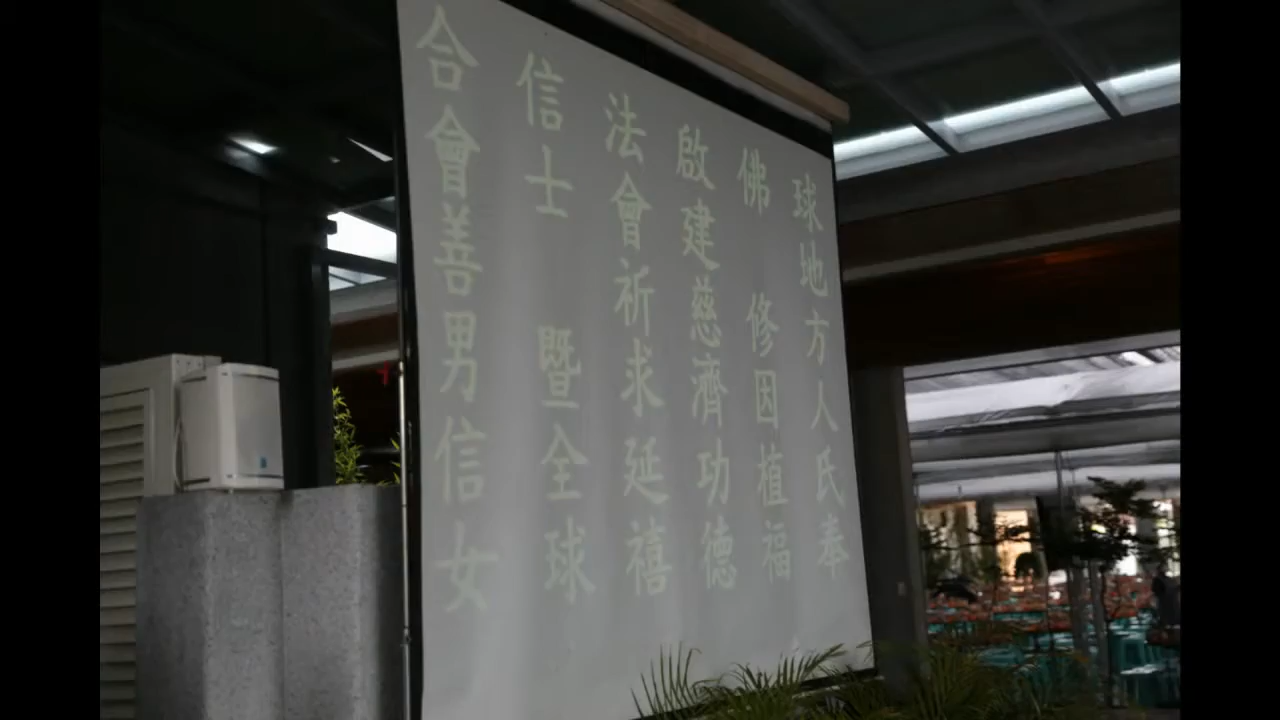 球地方人氏奉
佛 修因植福
啟建慈濟功德
法會祈求延禧
信士 暨全球
合會善男信女